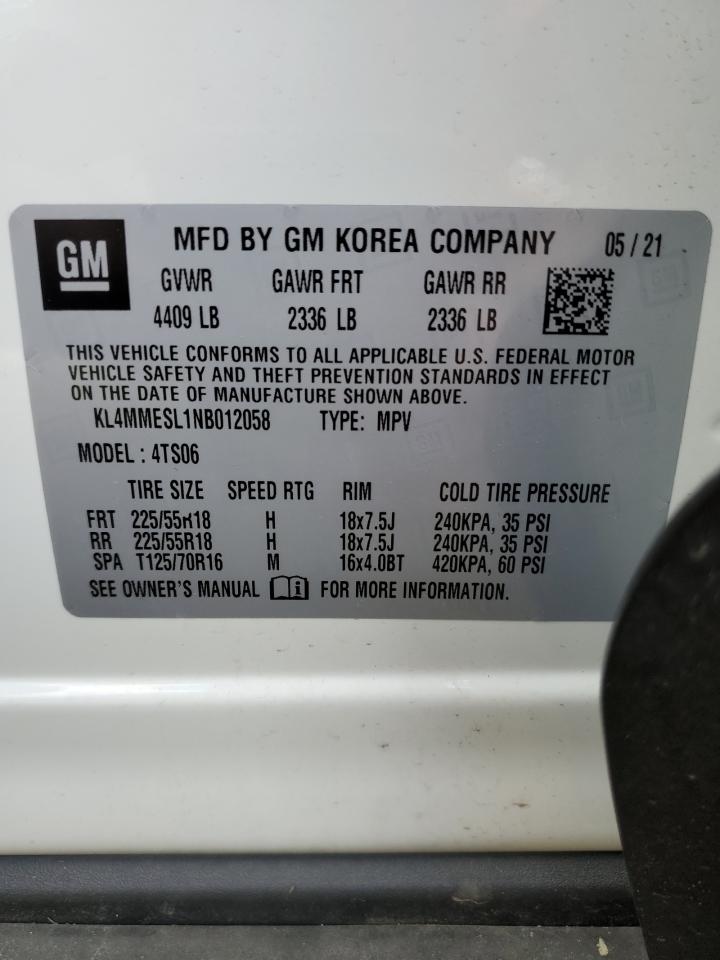 GM
MFD BY GM KOREA COMPANY 05 / 21
GVWR GAWR FRT GAWR RR
4409 LB 2336 LB 2336 LB
THIS VEHICLE CONFORMS TO ALL APPLICABLE U.S. FEDERAL MOTOR
VEHICLE SAFETY AND THEFT PREVENTION STANDARDS IN EFFECT
ON THE DATE OF MANUFACTURE SHOWN ABOVE.
KL4MMESL1NB012058 TYPE: MPV
MODEL : 4TS06
TIRE SIZE SPEED RTG RIM COLD TIRE PRESSURE
FRT 225/55R18 H 18x7.5J 240KPA, 35 PSI
RR 225/55R18 H 18x7.5J 240KPA, 35 PSI
SPA T125/70R16 M 16x4.0BT 420KPA, 60 PSI
SEE OWNER'S MANUAL i FOR MORE INFORMATION.